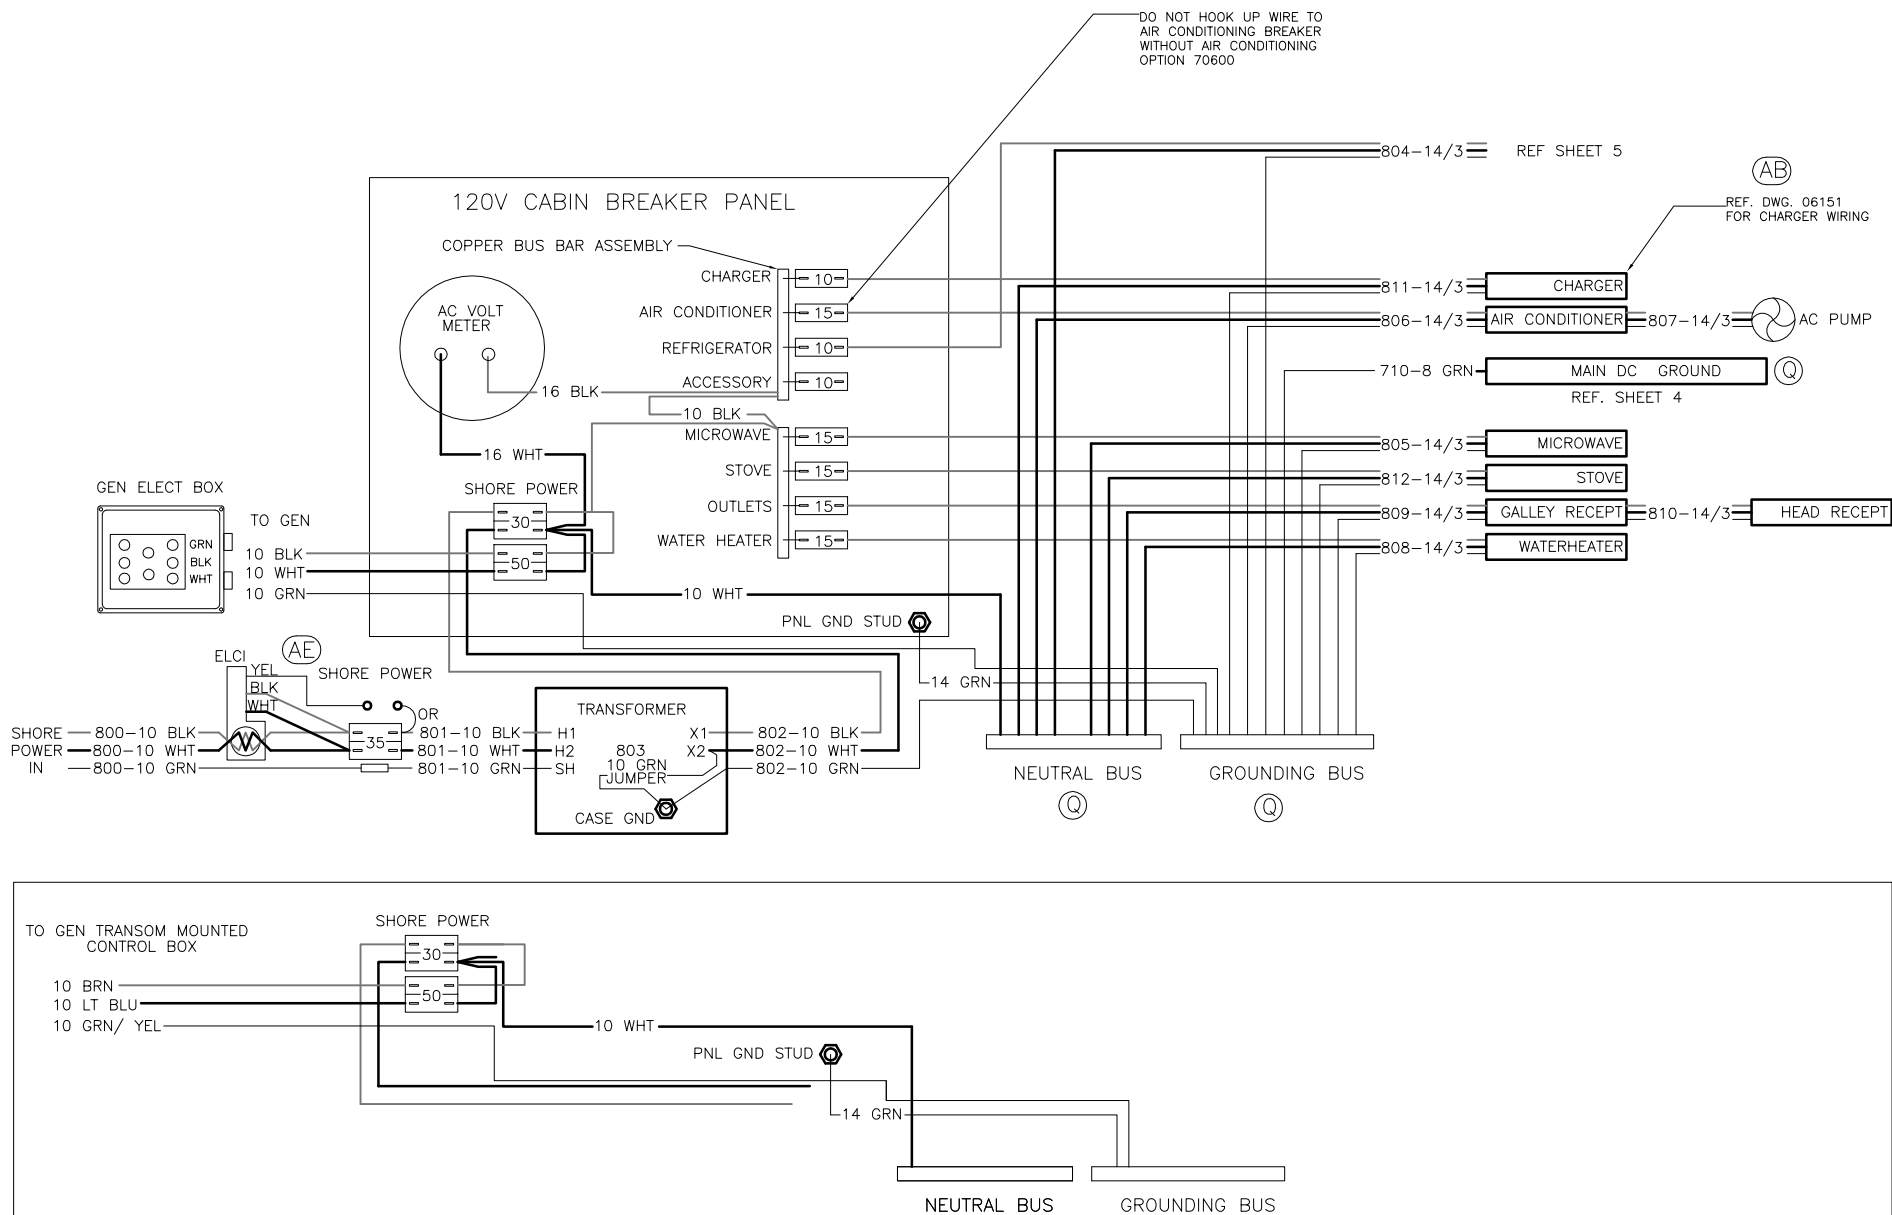 DO NOT HOOK UP WIRE TO
AIR CONDITIONING BREAKER
WITHOUT AIR CONDITIONING
OPTION 70600
804-14/3
REF SHEET 5
AB
REF. DWG. 06151
FOR CHARGER WIRING
120V CABIN BREAKER PANEL
COPPER BUS BAR ASSEMBLY
CHARGER
10
811-14/3
CHARGER
AC VOLT
METER
AIR CONDITIONER
15
806-14/3
AIR CONDITIONER
807-14/3
AC PUMP
REFRIGERATOR
10
710-8 GRN
MAIN DC GROUND
Q
REF. SHEET 4
ACCESSORY
10
16 BLK
10 BLK
MICROWAVE
15
805-14/3
MICROWAVE
16 WHT
STOVE
15
812-14/3
STOVE
GEN ELECT BOX
GRN
BLK
WHT
TO GEN
10 BLK
10 WHT
10 GRN
SHORE POWER
30
50
OUTLETS
15
809-14/3
GALLEY RECEPT
810-14/3
HEAD RECEPT
WATER HEATER
15
808-14/3
WATERHEATER
10 WHT
PNL GND STUD
14 GRN
ELCI
AE
YEL
BLK
WHT
SHORE POWER
OR
35
SHORE
POWER
IN
800-10 BLK
800-10 WHT
800-10 GRN
801-10 BLK
801-10 WHT
801-10 GRN
TRANSFORMER
H1
H2
SH
X1
X2
803
10 GRN
JUMPER
CASE GND
802-10 BLK
802-10 WHT
802-10 GRN
NEUTRAL BUS
Q
GROUNDING BUS
Q
TO GEN TRANSOM MOUNTED
CONTROL BOX
SHORE POWER
30
50
10 BRN
10 LT BLU
10 GRN/ YEL
10 WHT
PNL GND STUD
14 GRN
NEUTRAL BUS
GROUNDING BUS